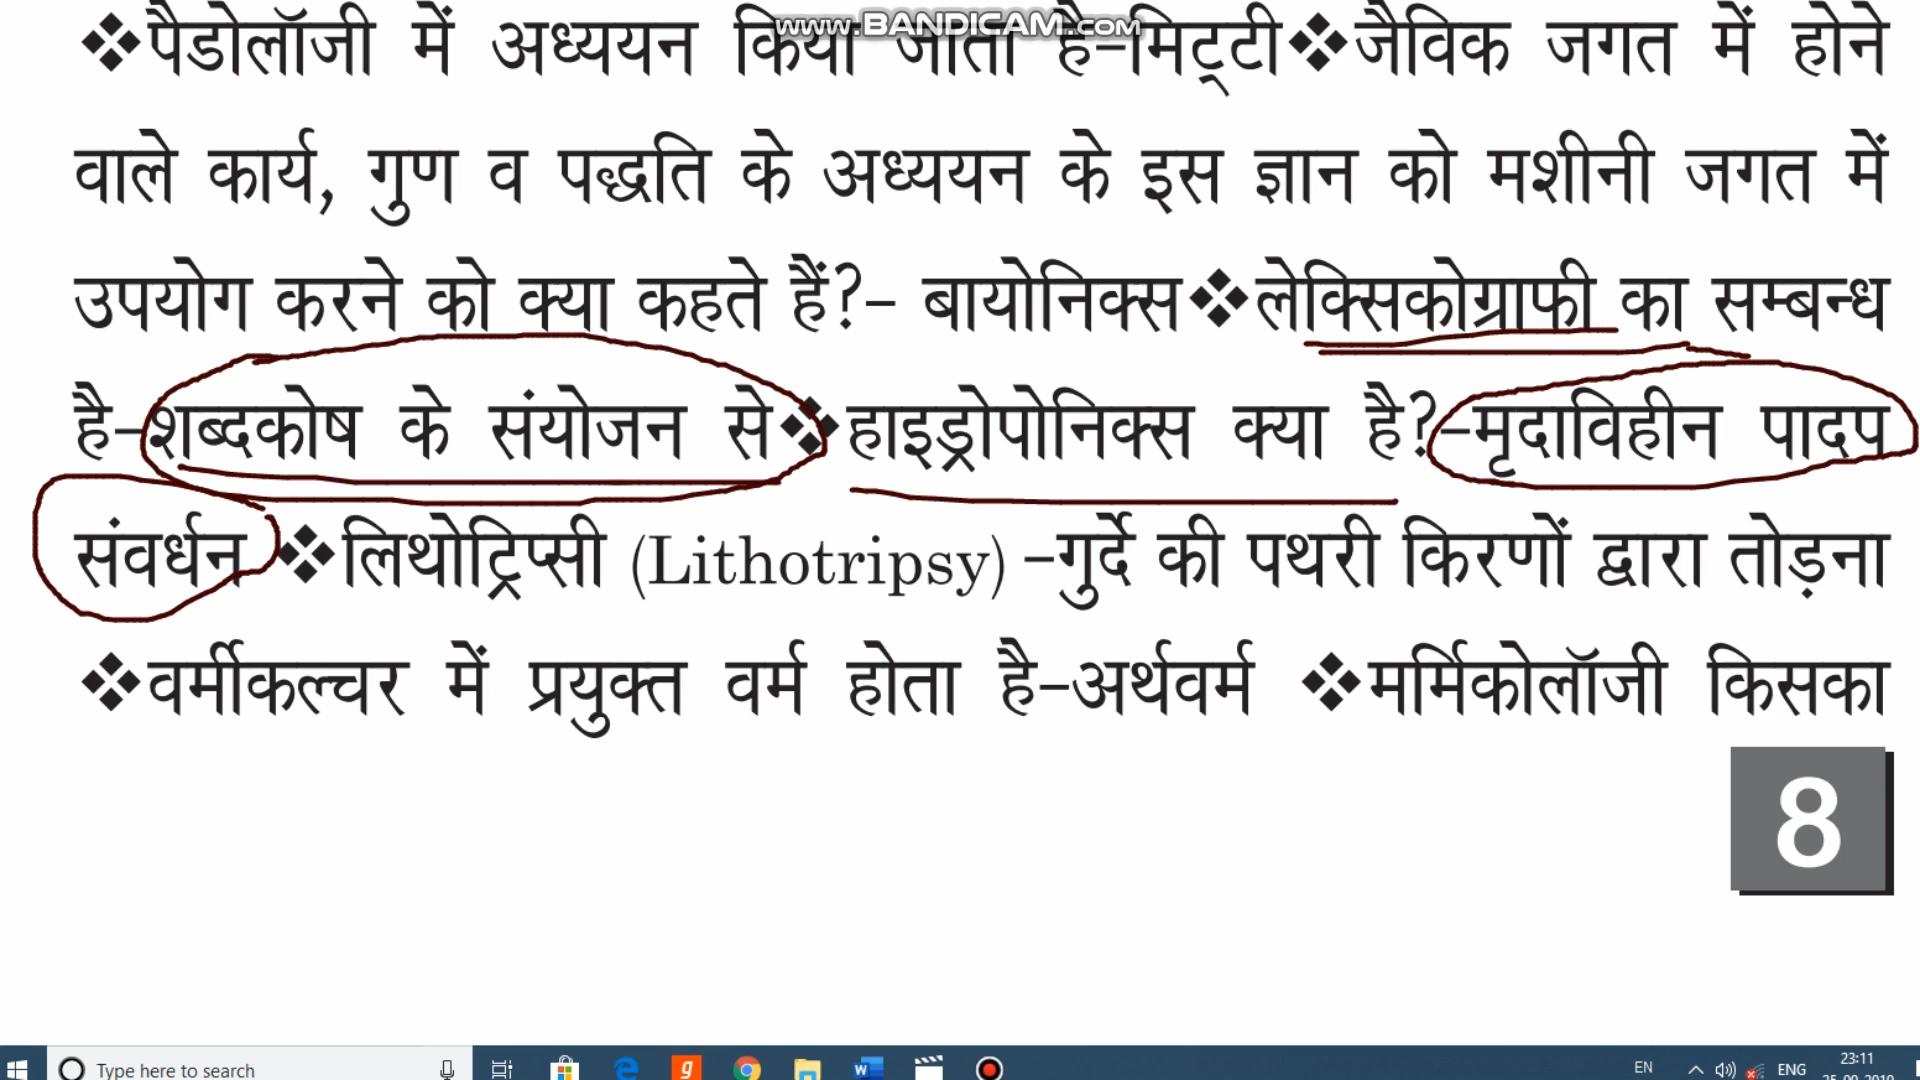 www.BANDICAM.com
❖पैडोलॉजी में अध्ययन किया जाता है–मिट्टी❖जैविक जगत में होने
वाले कार्य, गुण व पद्धति के अध्ययन के इस ज्ञान को मशीनी जगत में
उपयोग करने को क्या कहते हैं?– बायोनिक्स❖लेक्सिकोग्राफी का सम्बन्ध
है–शब्दकोष के संयोजन से❖हाइड्रोपोनिक्स क्या है?–मृदाविहीन पादप
संवर्धन ❖लिथोट्रिप्सी (Lithotripsy) –गुर्दे की पथरी किरणों द्वारा तोड़ना
❖वर्मीकल्चर में प्रयुक्त वर्म होता है–अर्थवर्म ❖मर्मिकोलॉजी किसका
8
Type here to search
EN ENG 23:11